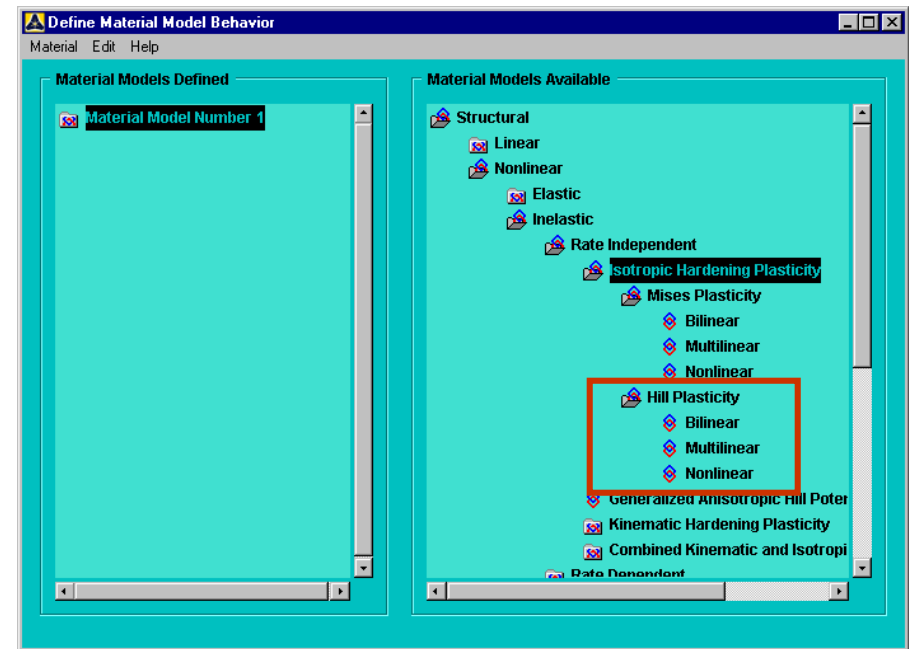 Define Material Model Behavior
Material Edit Help
Material Models Defined
Material Model Number 1
Material Models Available
Structural
Linear
Nonlinear
Elastic
Inelastic
Rate Independent
Isotropic Hardening Plasticity
Mises Plasticity
Bilinear
Multilinear
Nonlinear
Hill Plasticity
Bilinear
Multilinear
Nonlinear
Generalized Anisotropic Hill Poter
Kinematic Hardening Plasticity
Combined Kinematic and Isotropi
Rate Dependent